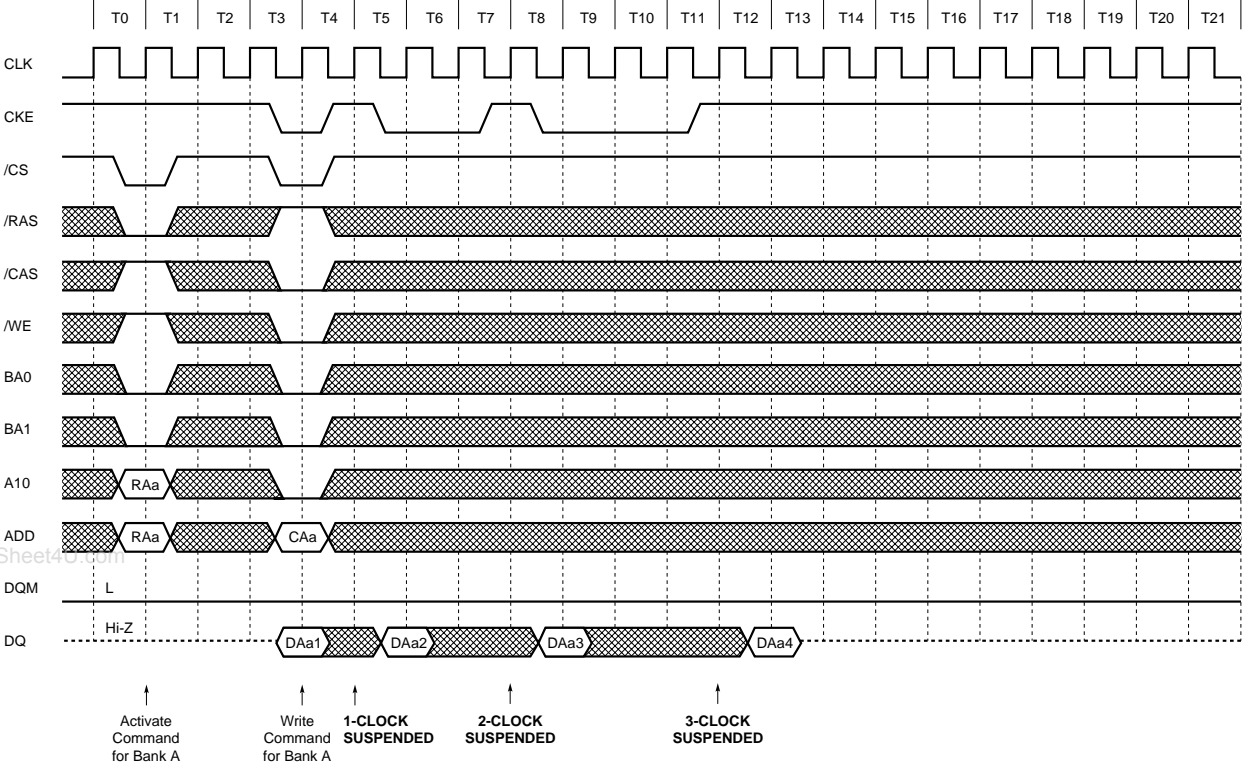 T0 T1 T2 T3 T4 T5 T6 T7 T8 T9 T10 T11 T12 T13 T14 T15 T16 T17 T18 T19 T20 T21
CLK
CKE
/CS
/RAS
/CAS
/WE
BA0
BA1
A10 RAa
ADD RAa CAa
Sheet4U.com
DQM L
Hi-Z
DQ DAa1 DAa2 DAa3 DAa4
Activate
Command
for Bank A
Write
Command
for Bank A
1-CLOCK
SUSPENDED
2-CLOCK
SUSPENDED
3-CLOCK
SUSPENDED